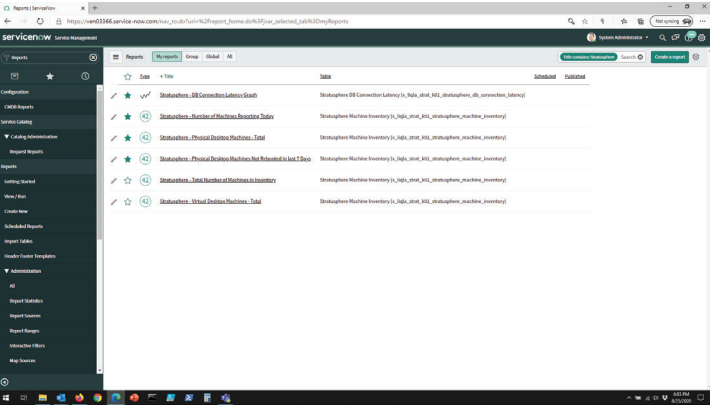 Reports | ServiceNow
https://ven03366.service-now.com/nav_to.do?uri=%2Freport_home.do%3Fjvar_selected_tab%3DmyReports
Not syncing
servicenow Service Management
System Administrator
Reports
Reports My reports Group Global All
Title contains: Stratusphere Search Create a report
Type Title Table Scheduled Published
Configuration
CMDB Reports
Service Catalog
Catalog Administration
Request Reports
Reports
Getting Started
View / Run
Create New
Scheduled Reports
Import Tables
Header Footer Templates
Administration
All
Report Statistics
Report Sources
Report Ranges
Interactive Filters
Map Sources
Stratusphere - DB Connection Latency Graph Stratusphere DB Connection Latency
42 Stratusphere - Number of Machines Reporting Today Stratusphere Machine Inventory
42 Stratusphere - Physical Desktop Machines - Total Stratusphere Machine Inventory
42 Stratusphere - Physical Desktop Machines Not Rebooted in last 7 Days Stratusphere Machine Inventory
42 Stratusphere - Total Number of Machines in Inventory Stratusphere Machine Inventory
42 Stratusphere - Virtual Desktop Machines - Total Stratusphere Machine Inventory
6:03 PM
8/25/2020